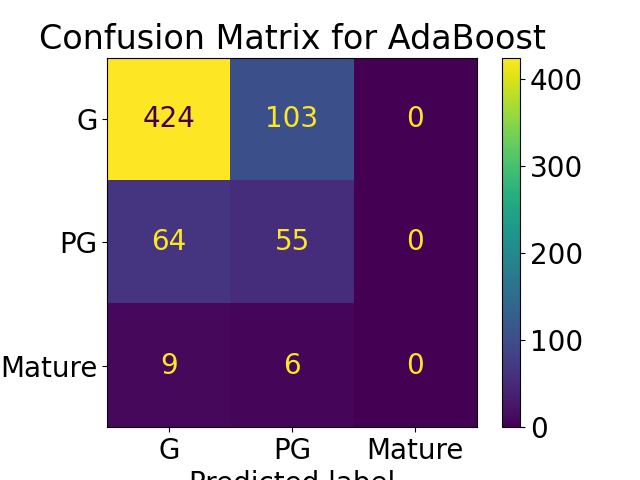 Confusion Matrix for AdaBoost
G 424 103 0
PG 64 55 0
Mature 9 6 0
G PG Mature
Predicted label
400
300
200
100
0